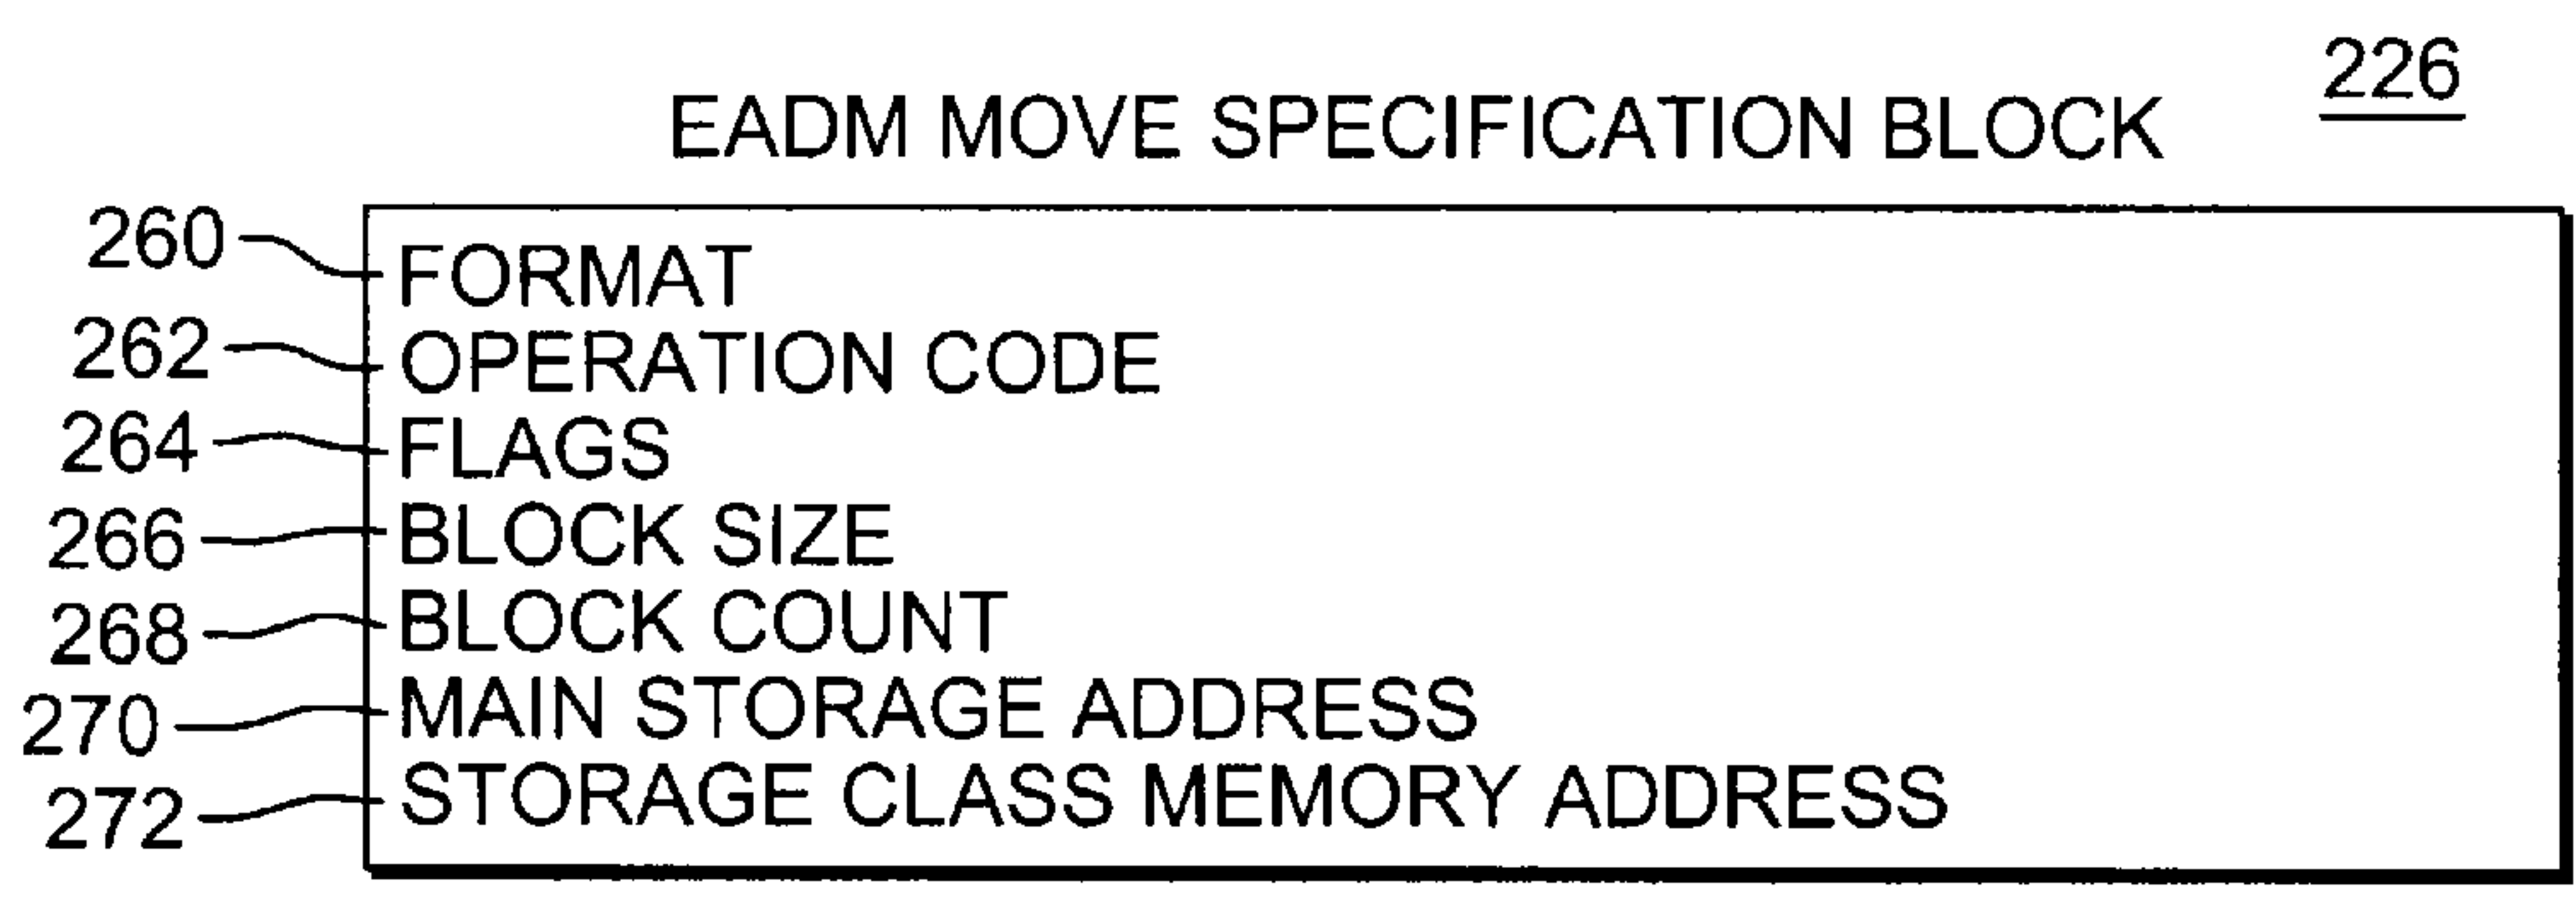 226
EADM MOVE SPECIFICATION BLOCK
260 FORMAT
262 OPERATION CODE
264 FLAGS
266 BLOCK SIZE
268 BLOCK COUNT
270 MAIN STORAGE ADDRESS
272 STORAGE CLASS MEMORY ADDRESS